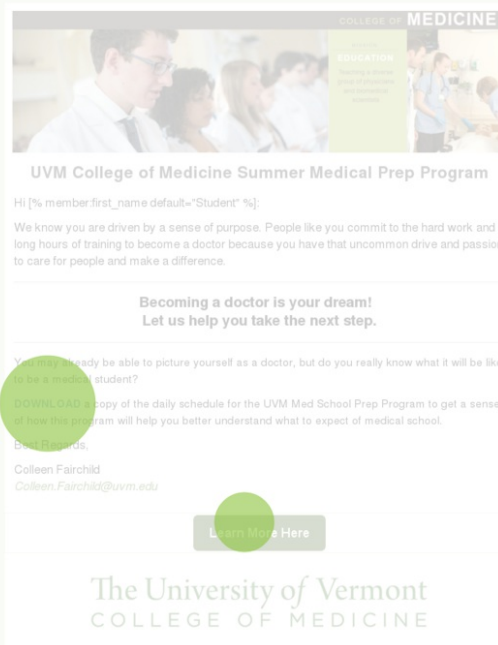 COLLEGE OF MEDICINE
EDUCATION
UVM College of Medicine Summer Medical Prep Program
Hi [% member:first_name default="Student" %]:
We know you are driven by a sense of purpose. People like you commit to the hard work and
long hours of training to become a doctor because you have that uncommon drive and passion
to care for people and make a difference.
Becoming a doctor is your dream!
Let us help you take the next step.
You may already be able to picture yourself as a doctor, but do you really know what it will be like
to be a medical student?
DOWNLOAD a copy of the daily schedule for the UVM Med School Prep Program to get a sense
of how this program will help you better understand what to expect of medical school.
Best Regards,
Colleen Fairchild
Colleen.Fairchild@uvm.edu
Learn More Here
The University of Vermont
COLLEGE OF MEDICINE